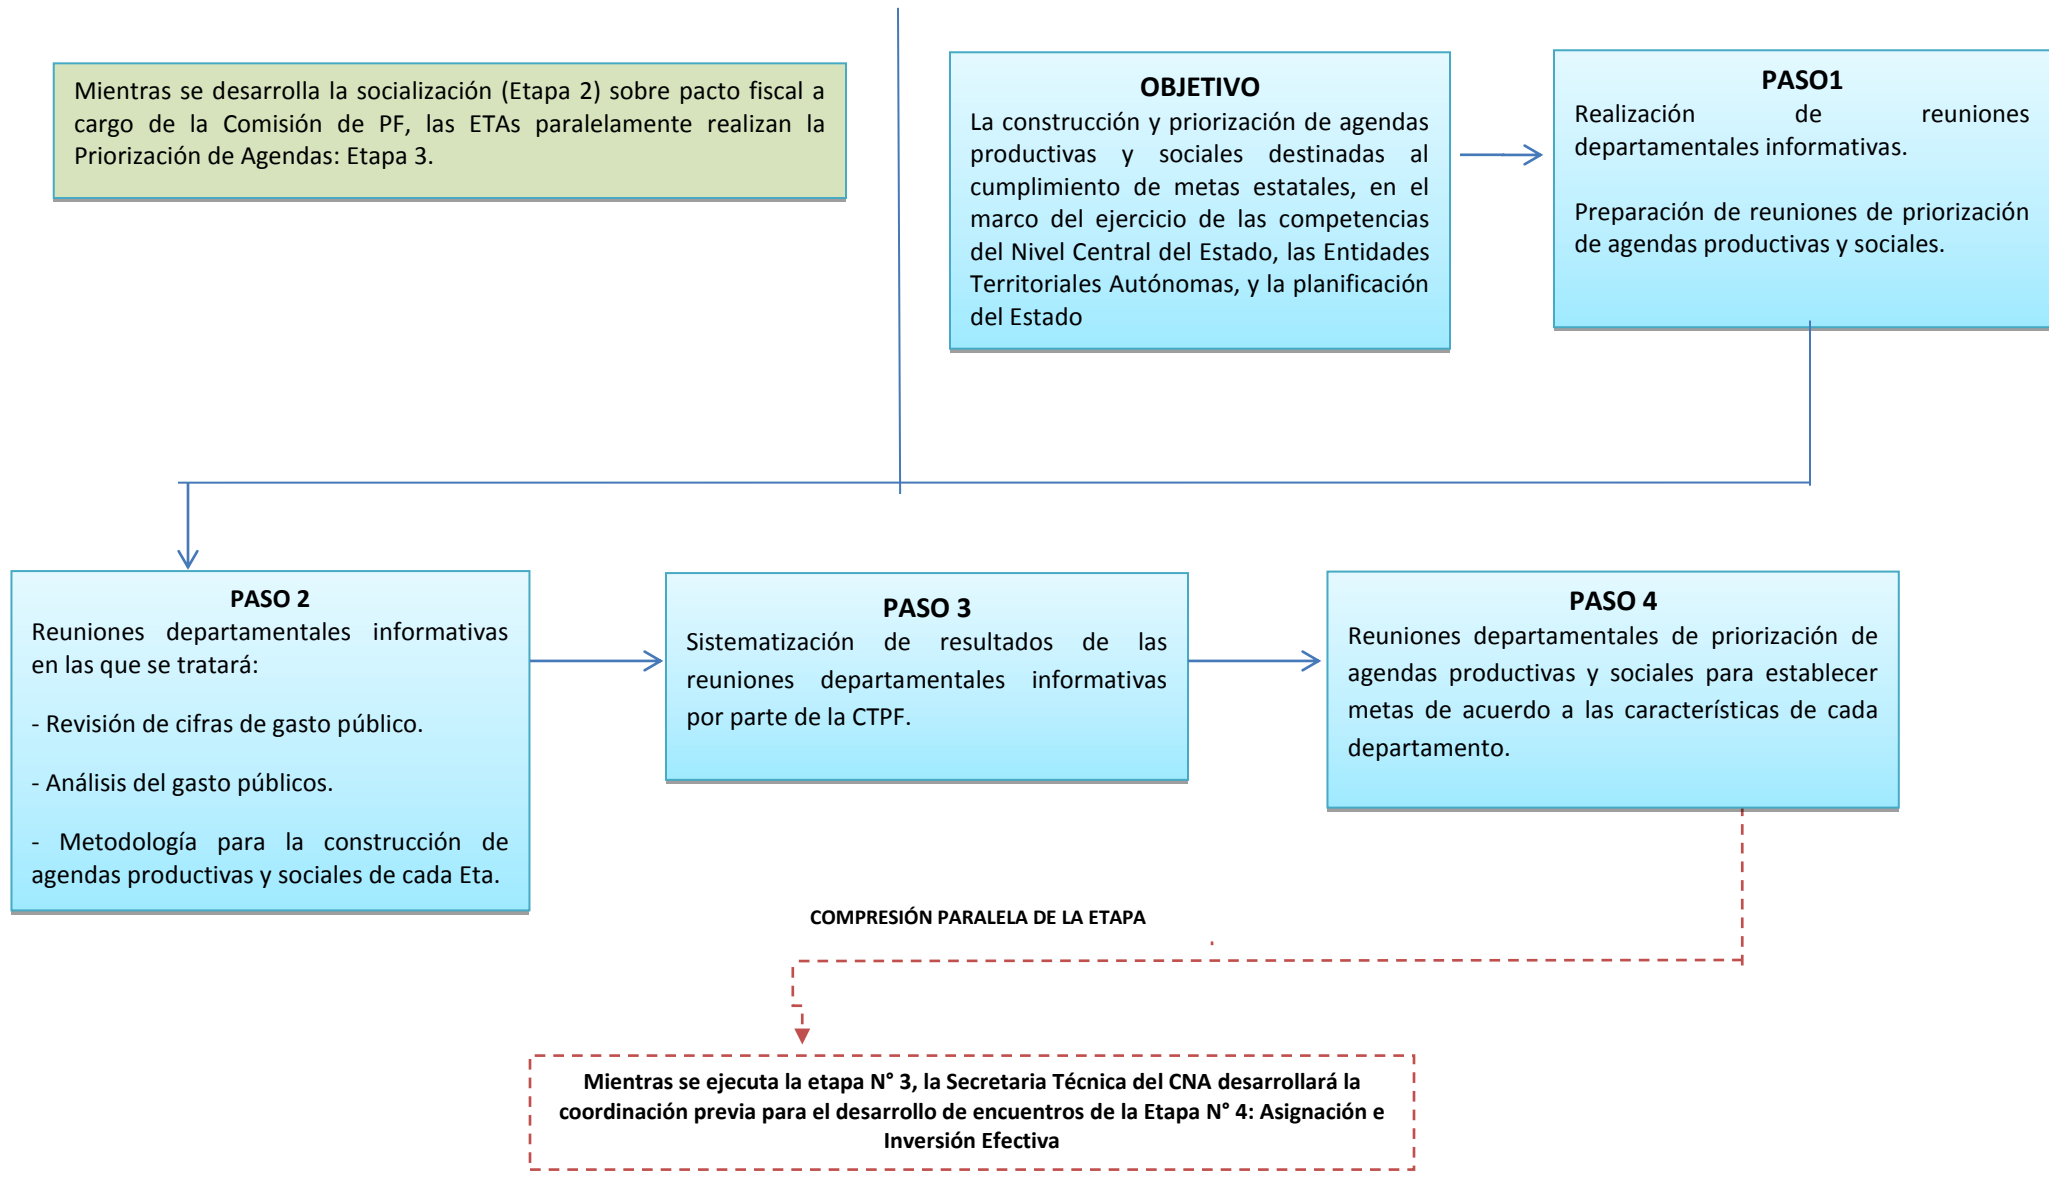 Mientras se desarrolla la socialización (Etapa 2) sobre pacto fiscal a
cargo de la Comisión de PF, las ETAs paralelamente realizan la
Priorización de Agendas: Etapa 3.
OBJETIVO
La construcción y priorización de agendas
productivas y sociales destinadas al
cumplimiento de metas estatales, en el
marco del ejercicio de las competencias
del Nivel Central del Estado, las Entidades
Territoriales Autónomas, y la planificación
del Estado
PASO1
Realización de reuniones
departamentales informativas.
Preparación de reuniones de priorización
de agendas productivas y sociales.
PASO 2
Reuniones departamentales informativas
en las que se tratará:
- Revisión de cifras de gasto público.
- Análisis del gasto públicos.
- Metodología para la construcción de
agendas productivas y sociales de cada Eta.
PASO 3
Sistematización de resultados de las
reuniones departamentales informativas
por parte de la CTPF.
PASO 4
Reuniones departamentales de priorización de
agendas productivas y sociales para establecer
metas de acuerdo a las características de cada
departamento.
COMPRESIÓN PARALELA DE LA ETAPA
Mientras se ejecuta la etapa N° 3, la Secretaria Técnica del CNA desarrollará la
coordinación previa para el desarrollo de encuentros de la Etapa N° 4: Asignación e
Inversión Efectiva